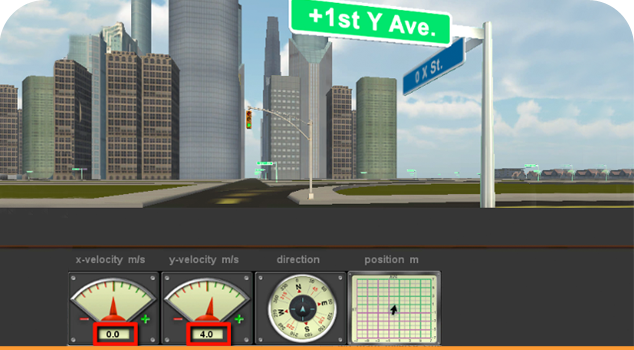 +1st Y Ave.
0 X St.
x-velocity m/s
y-velocity m/s
direction
position m
0.0
4.0
N
E
S